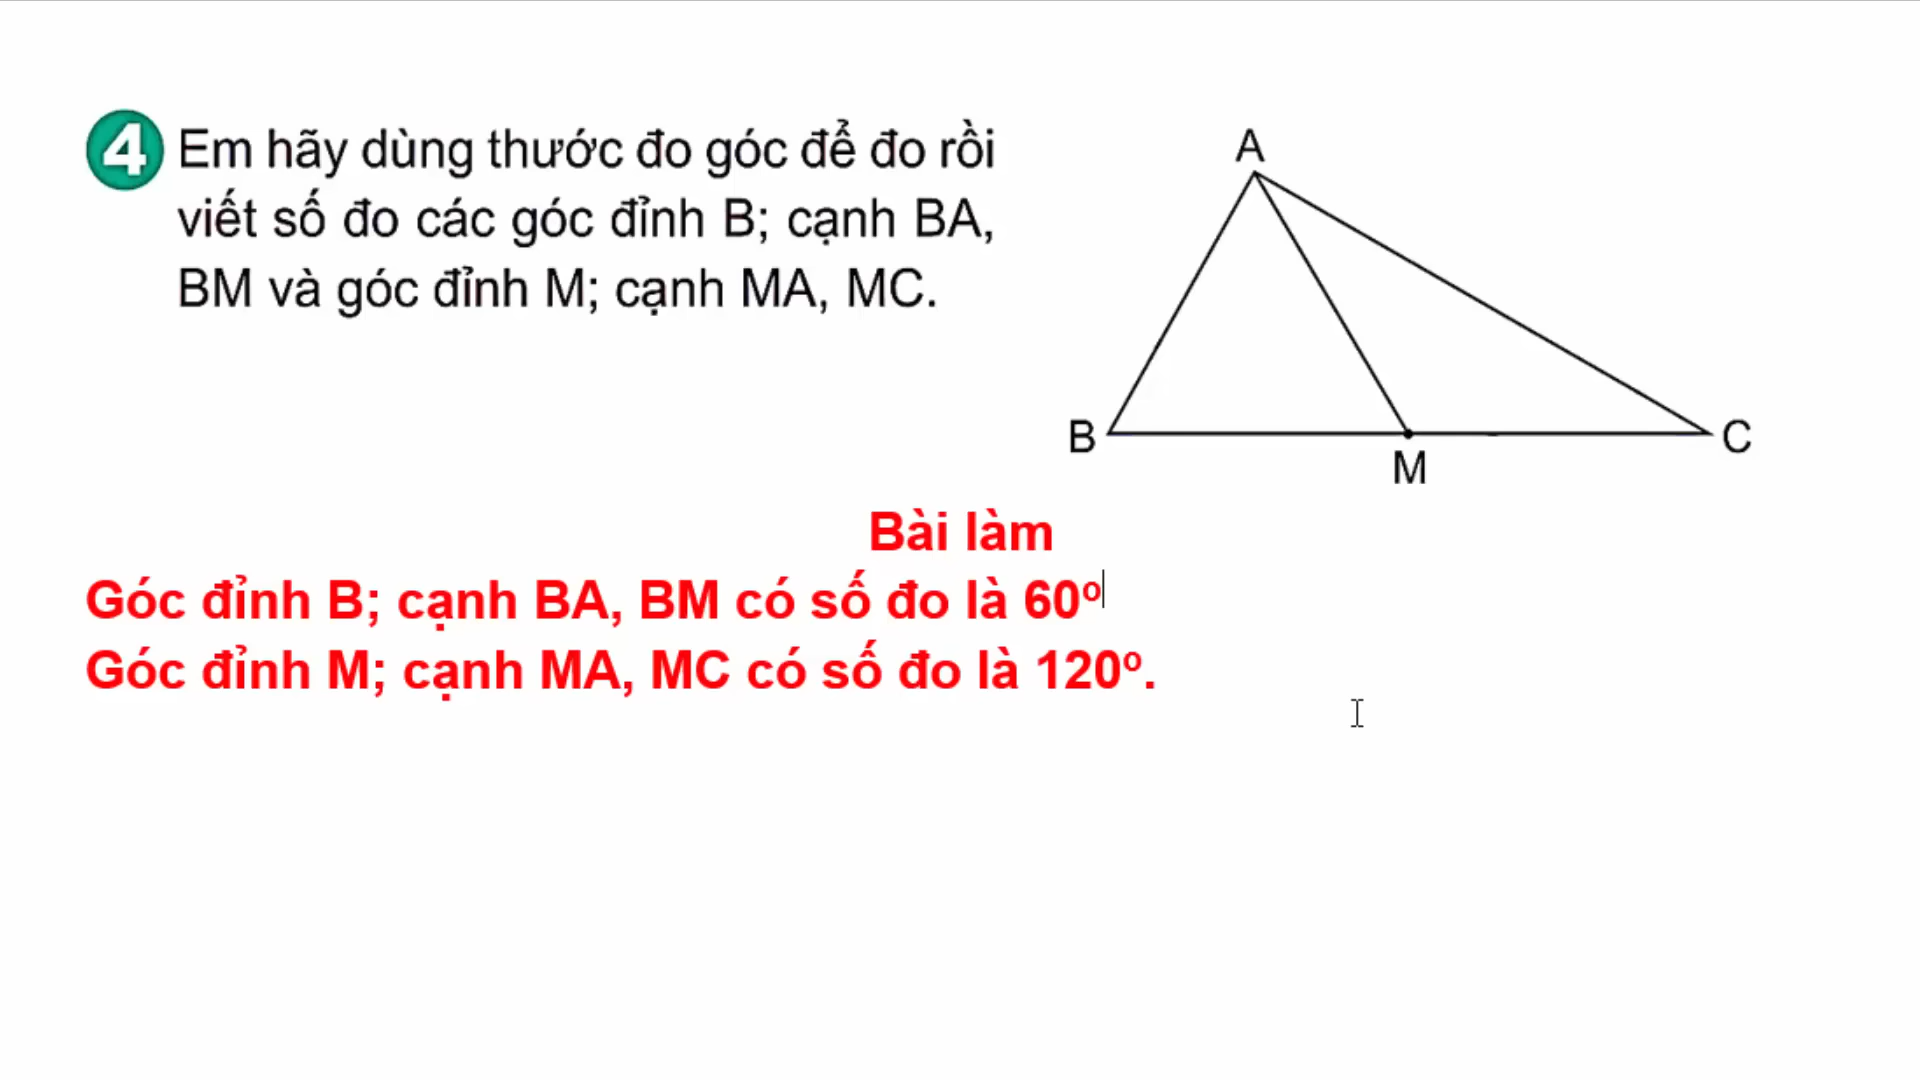 4 Em hãy dùng thước đo góc để đo rồi
viết số đo các góc đỉnh B; cạnh BA,
BM và góc đỉnh M; cạnh MA, MC.
A
B
C
M
Bài làm
Góc đỉnh B; cạnh BA, BM có số đo là 60º
Góc đỉnh M; cạnh MA, MC có số đo là 120º.